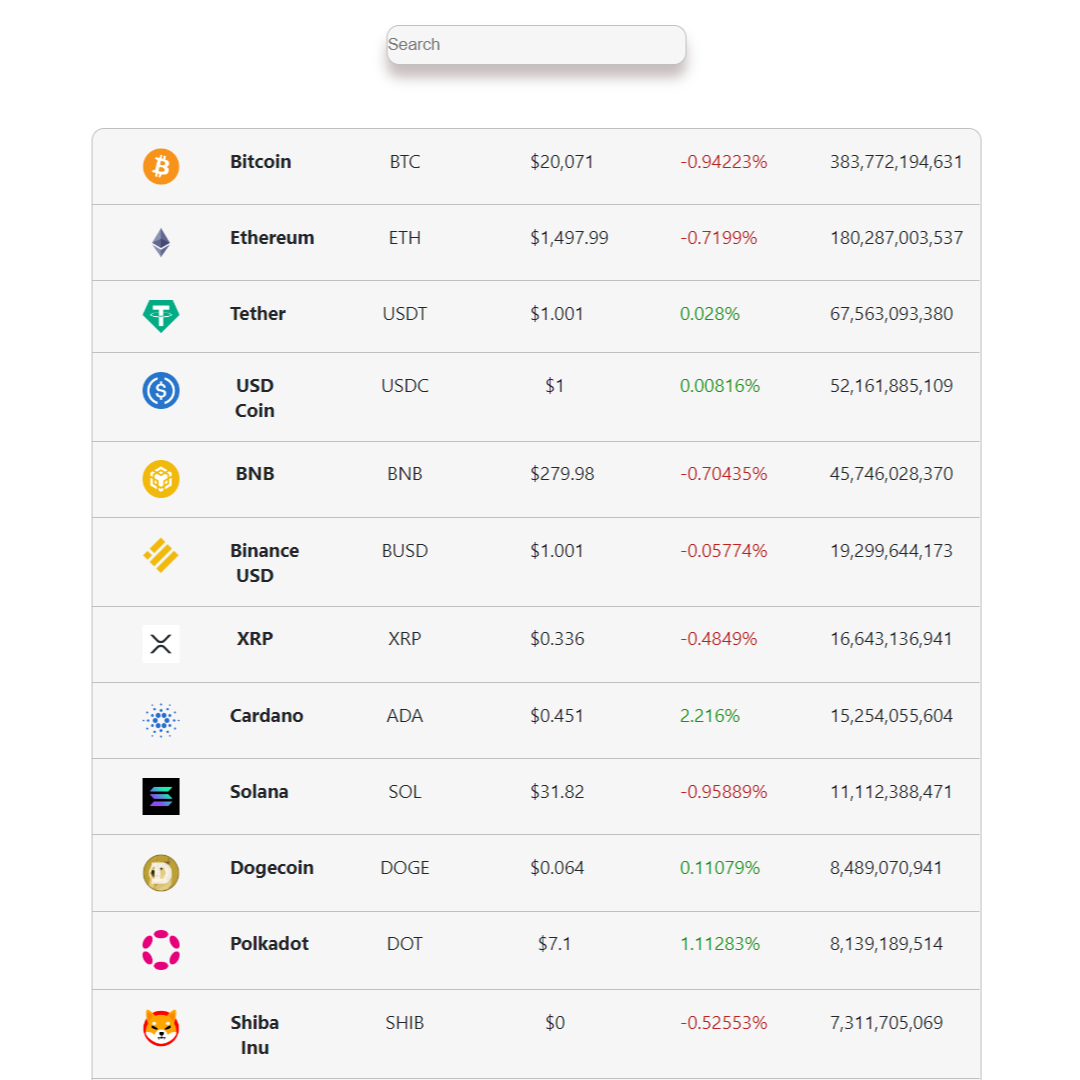 Search
Bitcoin BTC $20,071 -0.94223% 383,772,194,631
Ethereum ETH $1,497.99 -0.7199% 180,287,003,537
Tether USDT $1.001 0.028% 67,563,093,380
USD USDC $1 0.00816% 52,161,885,109
Coin
BNB BNB $279.98 -0.70435% 45,746,028,370
Binance BUSD $1.001 -0.05774% 19,299,644,173
USD
XRP XRP $0.336 -0.4849% 16,643,136,941
Cardano ADA $0.451 2.216% 15,254,055,604
Solana SOL $31.82 -0.95889% 11,112,388,471
Dogecoin DOGE $0.064 0.11079% 8,489,070,941
Polkadot DOT $7.1 1.11283% 8,139,189,514
Shiba SHIB $0 -0.52553% 7,311,705,069
Inu